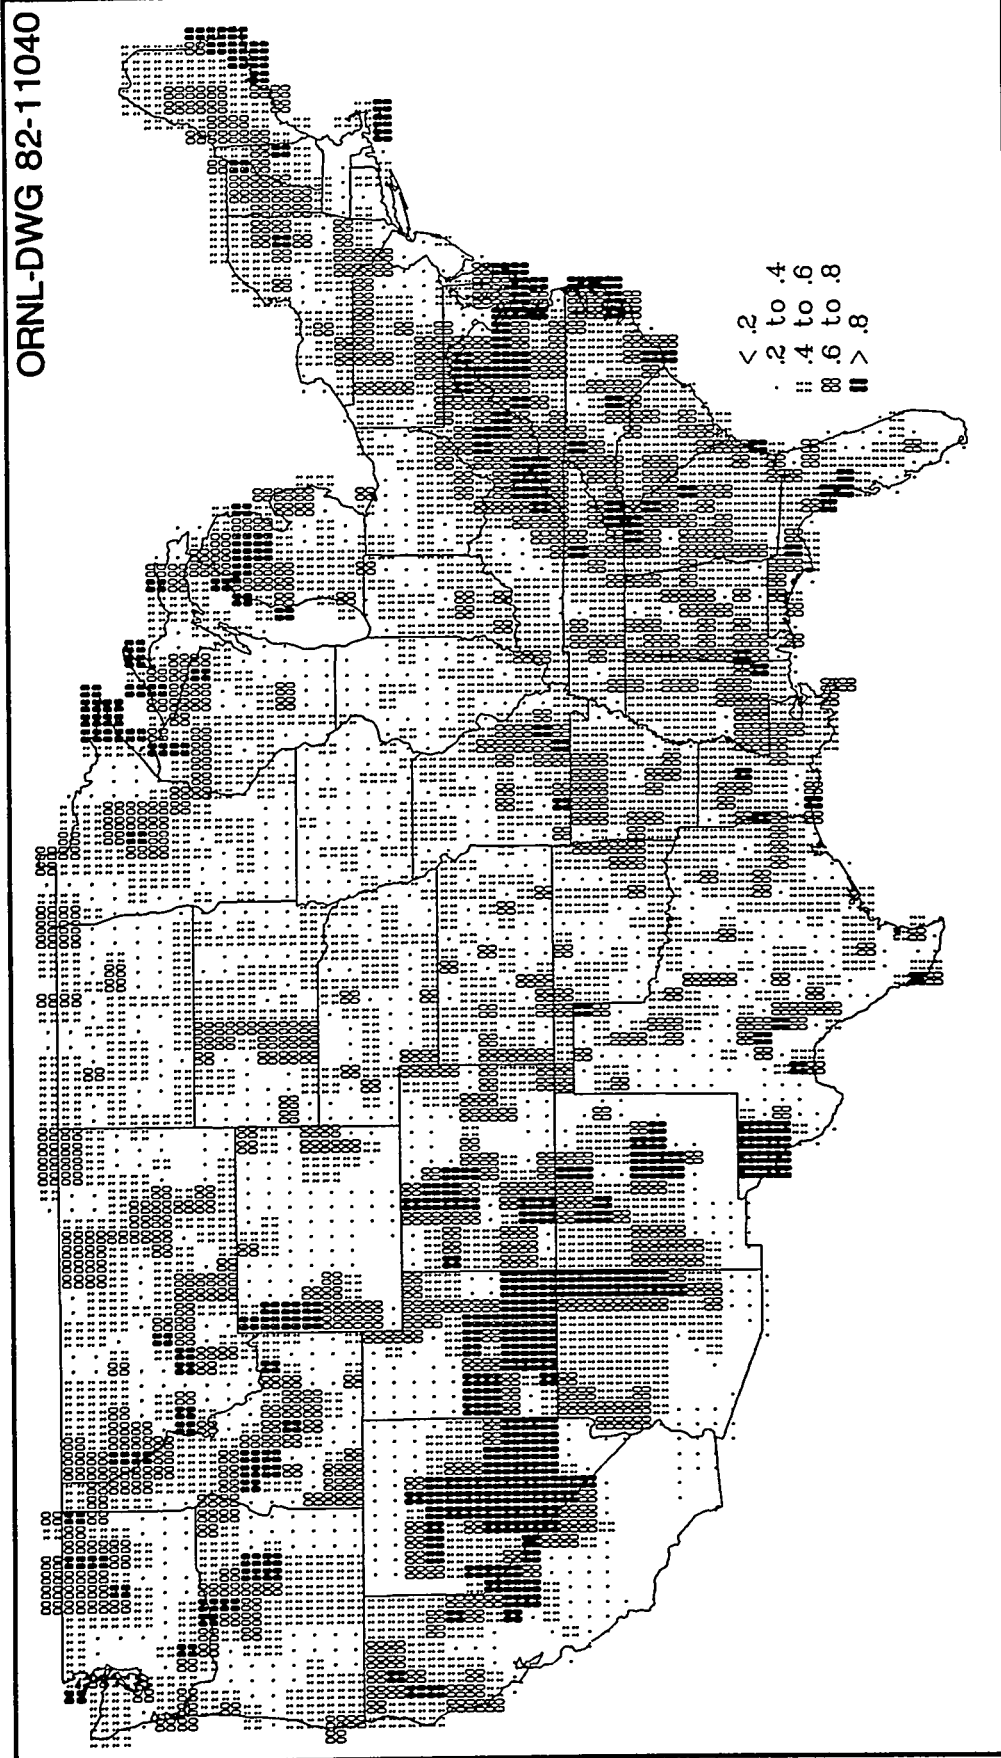 ORNL-DWG 82-11040
< .2
.2 to .4
.4 to .6
.6 to .8
> .8